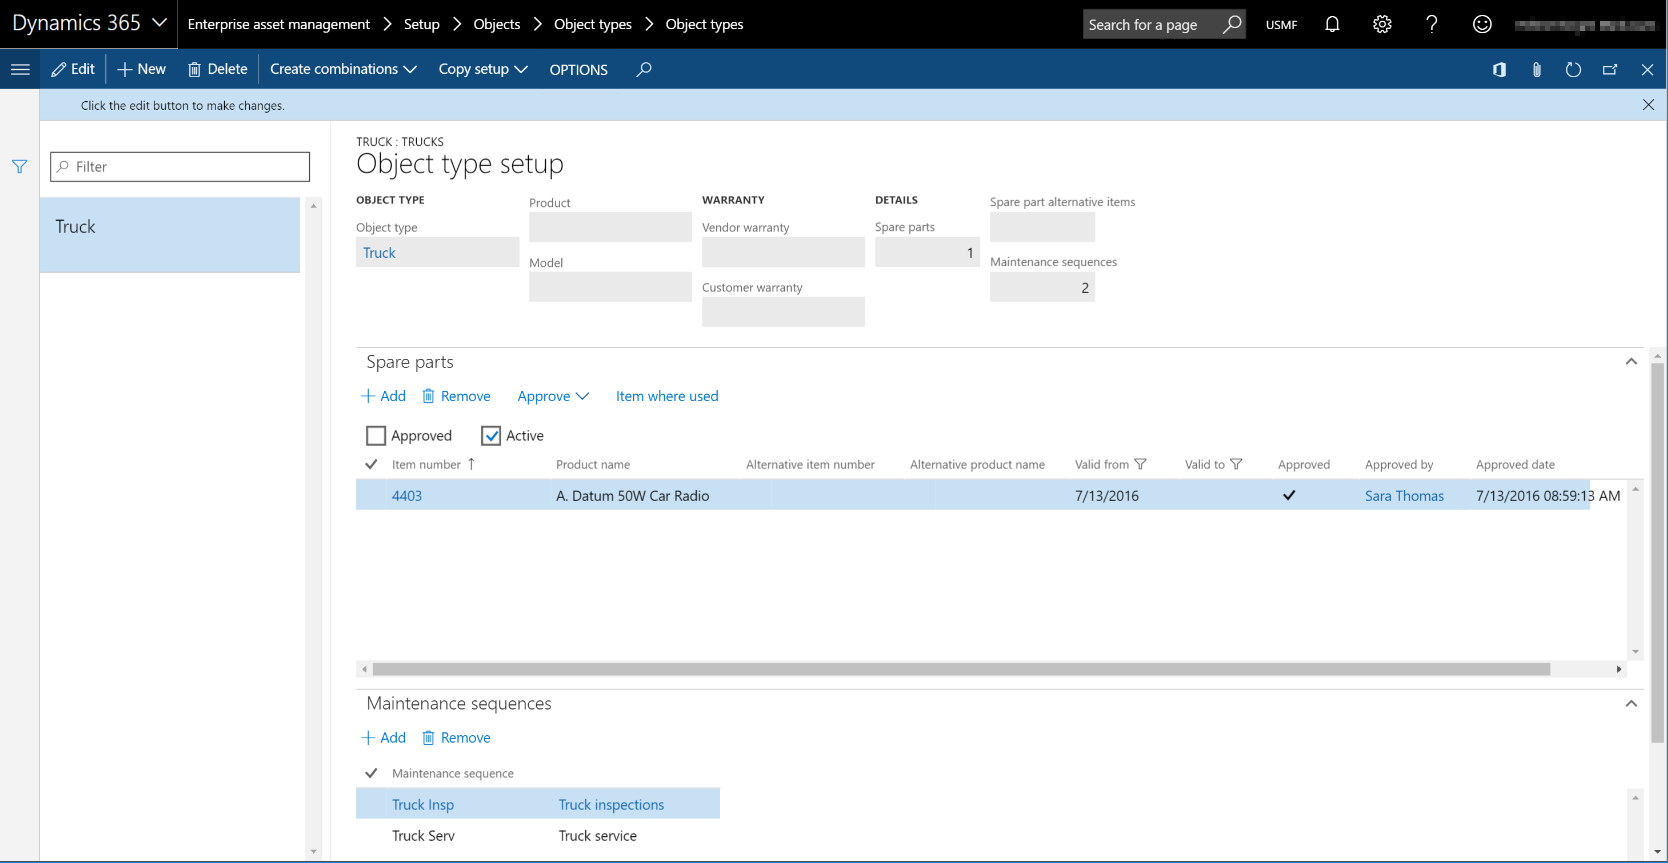 Dynamics 365 Enterprise asset management > Setup > Objects > Object types > Object types Search for a page USMF ?
Edit + New Delete Create combinations Copy setup OPTIONS
Click the edit button to make changes.
Filter
Truck
TRUCK : TRUCKS
Object type setup
OBJECT TYPE
Object type
Truck
Product
Model
WARRANTY
Vendor warranty
Customer warranty
DETAILS
Spare parts
1
Spare part alternative items
Maintenance sequences
2
Spare parts
+ Add Remove Approve Item where used
Approved Active
Item number ↑ Product name Alternative item number Alternative product name Valid from Valid to Approved Approved by Approved date
4403 A. Datum 50W Car Radio 7/13/2016 Sara Thomas 7/13/2016 08:59:13 AM
Maintenance sequences
+ Add Remove
Maintenance sequence
Truck Insp Truck inspections
Truck Serv Truck service